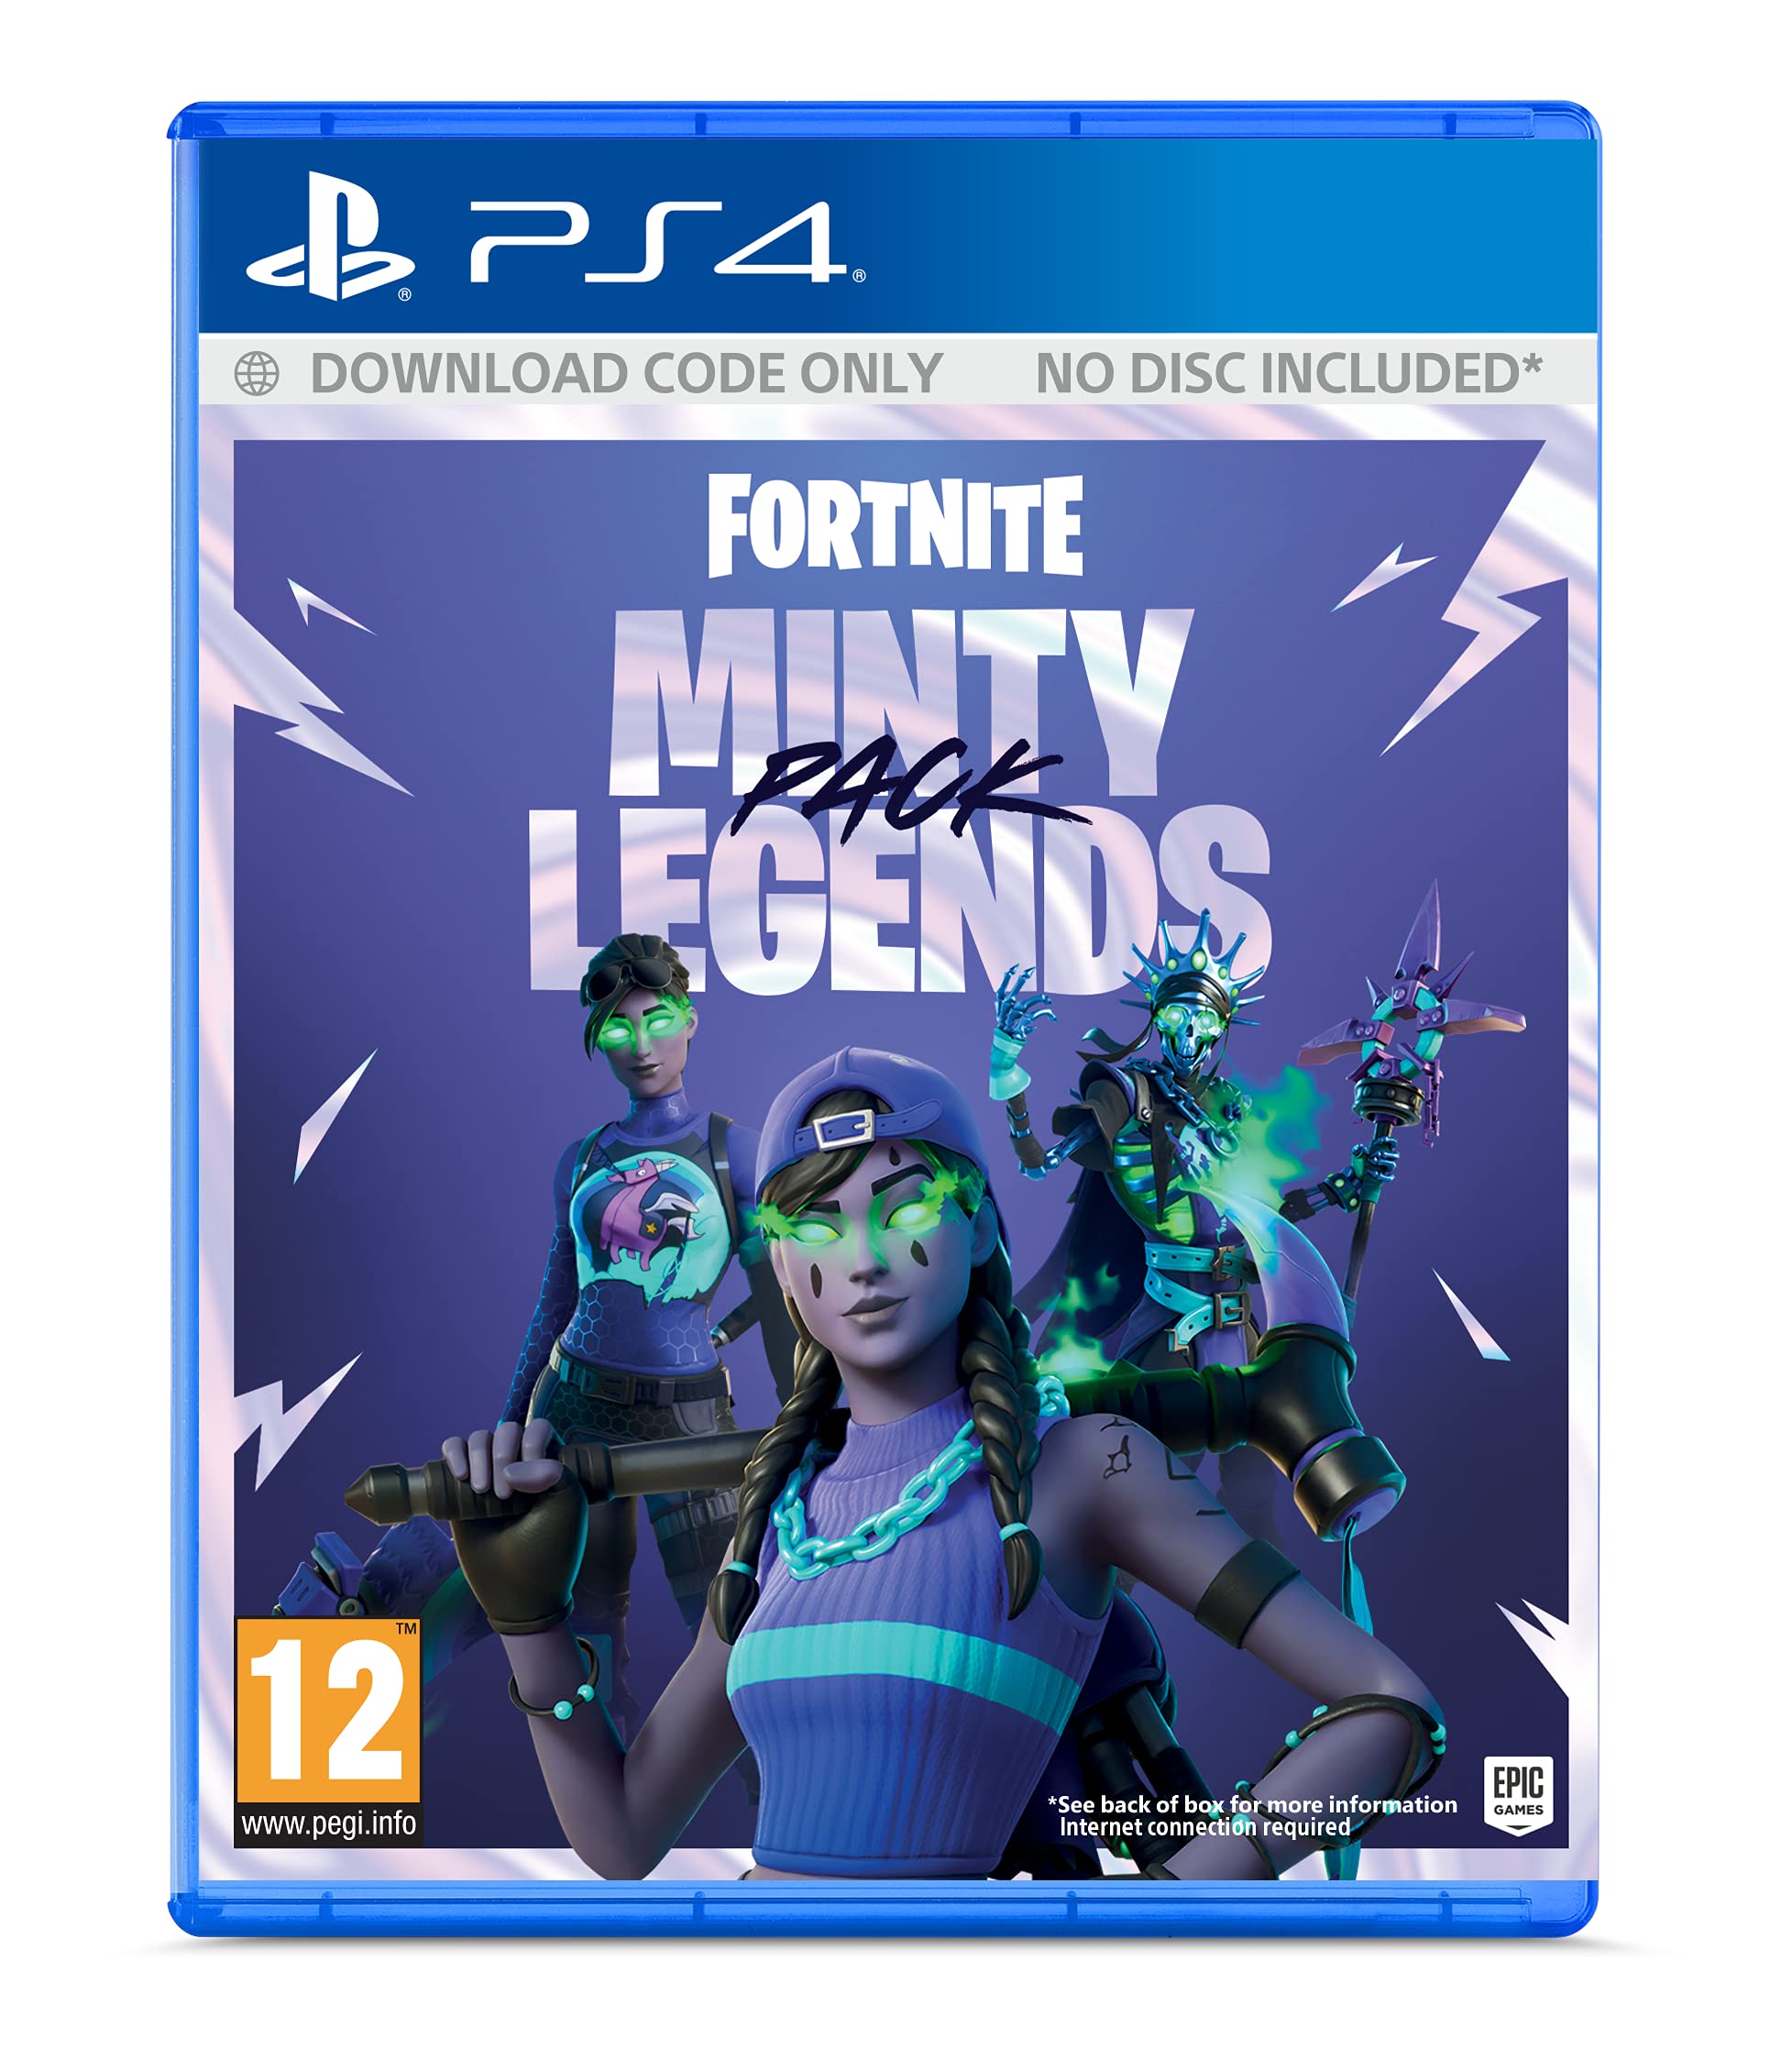 PS4®
DOWNLOAD CODE ONLY NO DISC INCLUDED*
FORTNITE
MINTY
PACK
LEGENDS
12™
www.pegi.info
*See back of box for more information
Internet connection required
EPIC
GAMES